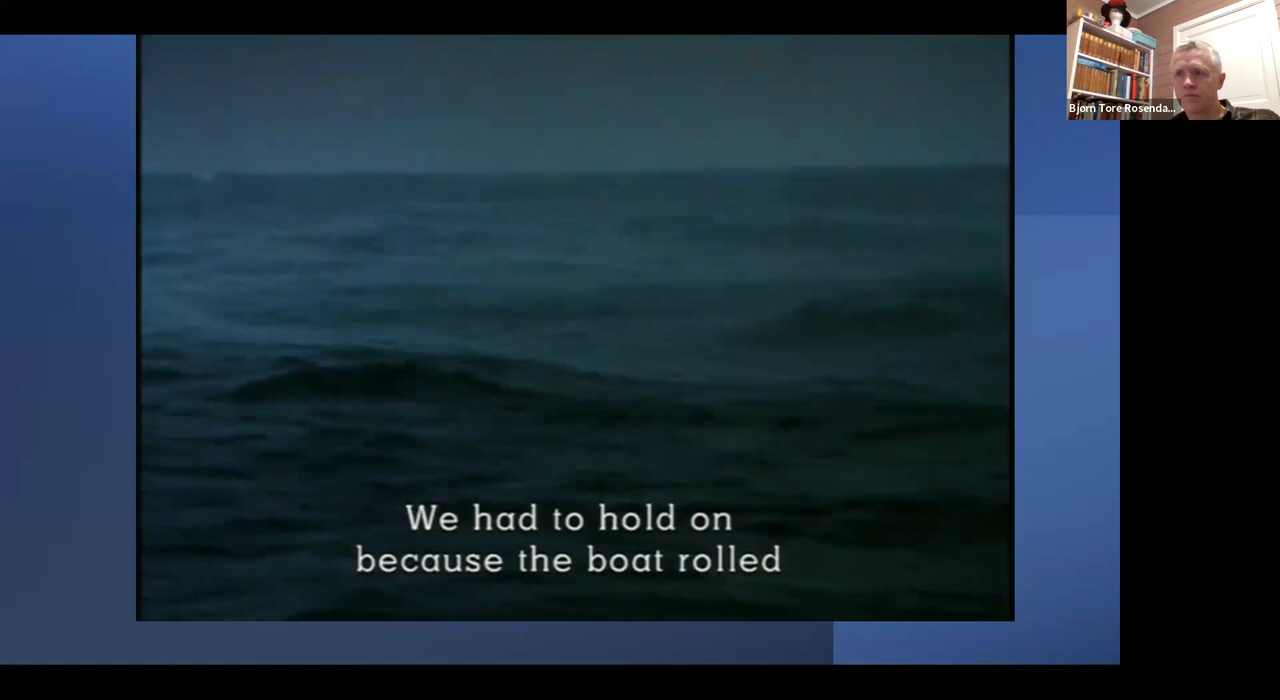 Bjørn Tore Rosenda...
We had to hold on
because the boat rolled